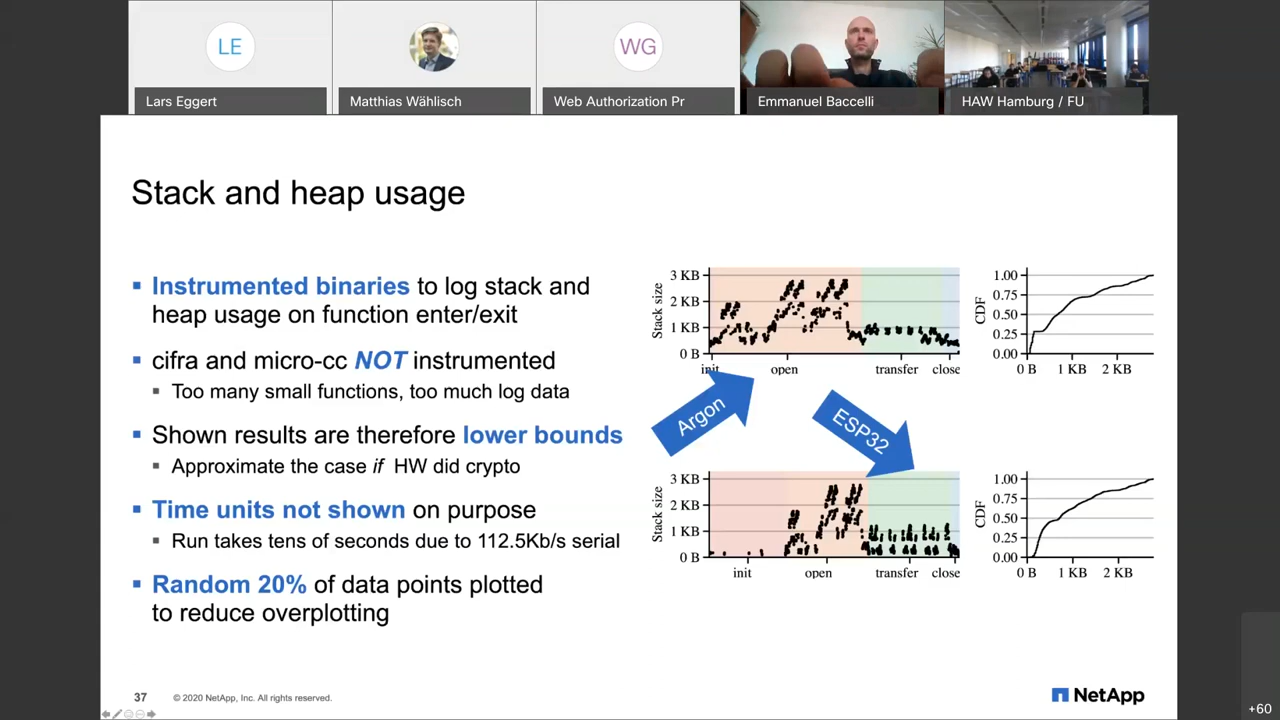 LE
WG
Lars Eggert
Matthias Wählisch
Web Authorization Pr
Emmanuel Baccelli
HAW Hamburg / FU
Stack and heap usage
▪ Instrumented binaries to log stack and
heap usage on function enter/exit
▪ cifra and micro-cc NOT instrumented
▪ Too many small functions, too much log data
▪ Shown results are therefore lower bounds
▪ Approximate the case if HW did crypto
▪ Time units not shown on purpose
▪ Run takes tens of seconds due to 112.5Kb/s serial
▪ Random 20% of data points plotted
to reduce overplotting
Stack size
3 KB
2 KB
1 KB
0 B
init
open
transfer
close
CDF
1.00
0.75
0.50
0.25
0.00
0 B
1 KB
2 KB
Argon
ESP32
Stack size
3 KB
2 KB
1 KB
0 B
init
open
transfer
close
CDF
1.00
0.75
0.50
0.25
0.00
0 B
1 KB
2 KB
37
© 2020 NetApp, Inc. All rights reserved.
NetApp
+60